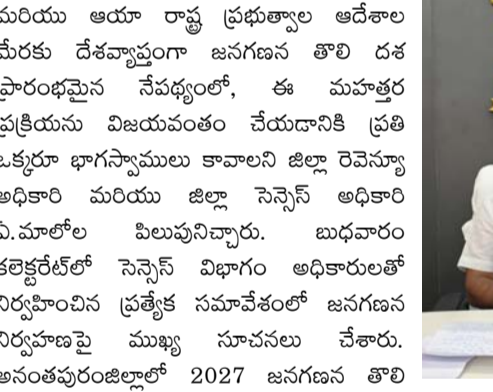 మరియు ఆయా రాష్ట్ర ప్రభుత్వాల ఆదేశాల
మేరకు దేశవ్యాప్తంగా జనగణన తొలి దశ
ప్రారంభమైన నేపథ్యంలో, ఈ మహత్తర
ప్రక్రియను విజయవంతం చేయడానికి ప్రతి
ఒక్కరూ భాగస్వాములు కావాలని జిల్లా రెవెన్యూ
అధికారి మరియు జిల్లా సెన్సెస్ అధికారి
ఏ.మాలోల పిలుపునిచ్చారు. బుధవారం
కలెక్టరేట్‌లో సెన్సెస్ విభాగం అధికారులతో
నిర్వహించిన ప్రత్యేక సమావేశంలో జనగణన
నిర్వహణపై ముఖ్య సూచనలు చేశారు.
అనంతపురంజిల్లాలో 2027 జనగణన తొలి